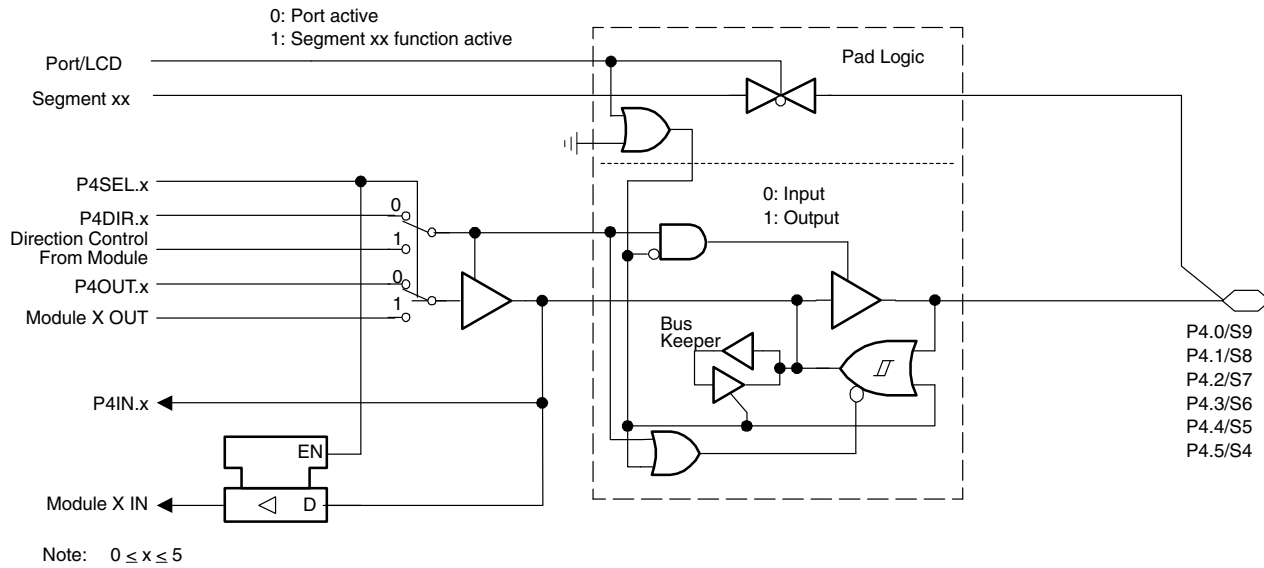 0: Port active
1: Segment xx function active
Port/LCD
Segment xx
Pad Logic
P4SEL.x
P4DIR.x
0
Direction Control
From Module
1
P4OUT.x
0
Module X OUT
1
0: Input
1: Output
Bus
Keeper
P4IN.x
EN
Module X IN
D
P4.0/S9
P4.1/S8
P4.2/S7
P4.3/S6
P4.4/S5
P4.5/S4
Note: 0 ≤ x ≤ 5